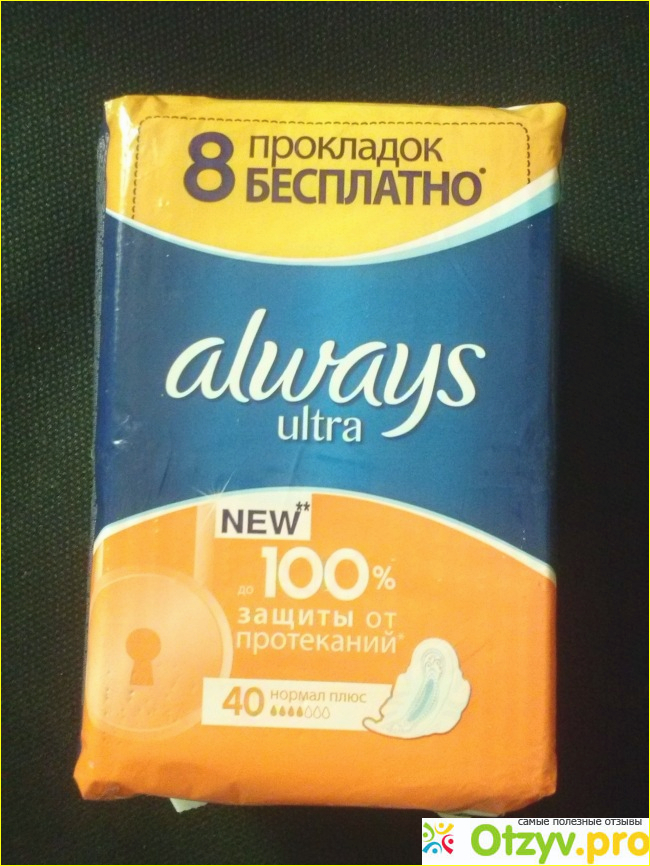 8 прокладок
БЕСПЛАТНО*
always
ultra
NEW**
до 100%
защиты от
протеканий*
40 нормал плюс
самые полезные отзывы
Otzyv.pro